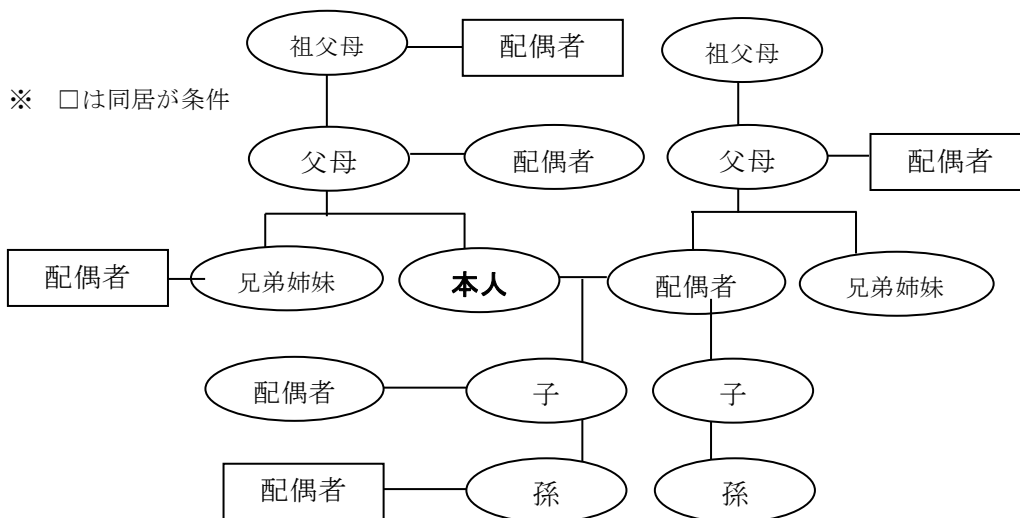 祖父母
配偶者
祖父母
※ □は同居が条件
父母
配偶者
父母
配偶者
配偶者
兄弟姉妹
本人
配偶者
兄弟姉妹
配偶者
子
子
配偶者
孫
孫